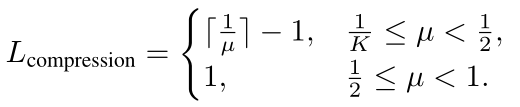 L_compression = { ⌈1/μ⌉ − 1, 1/K ≤ μ < 1/2,
1, 1/2 ≤ μ < 1.